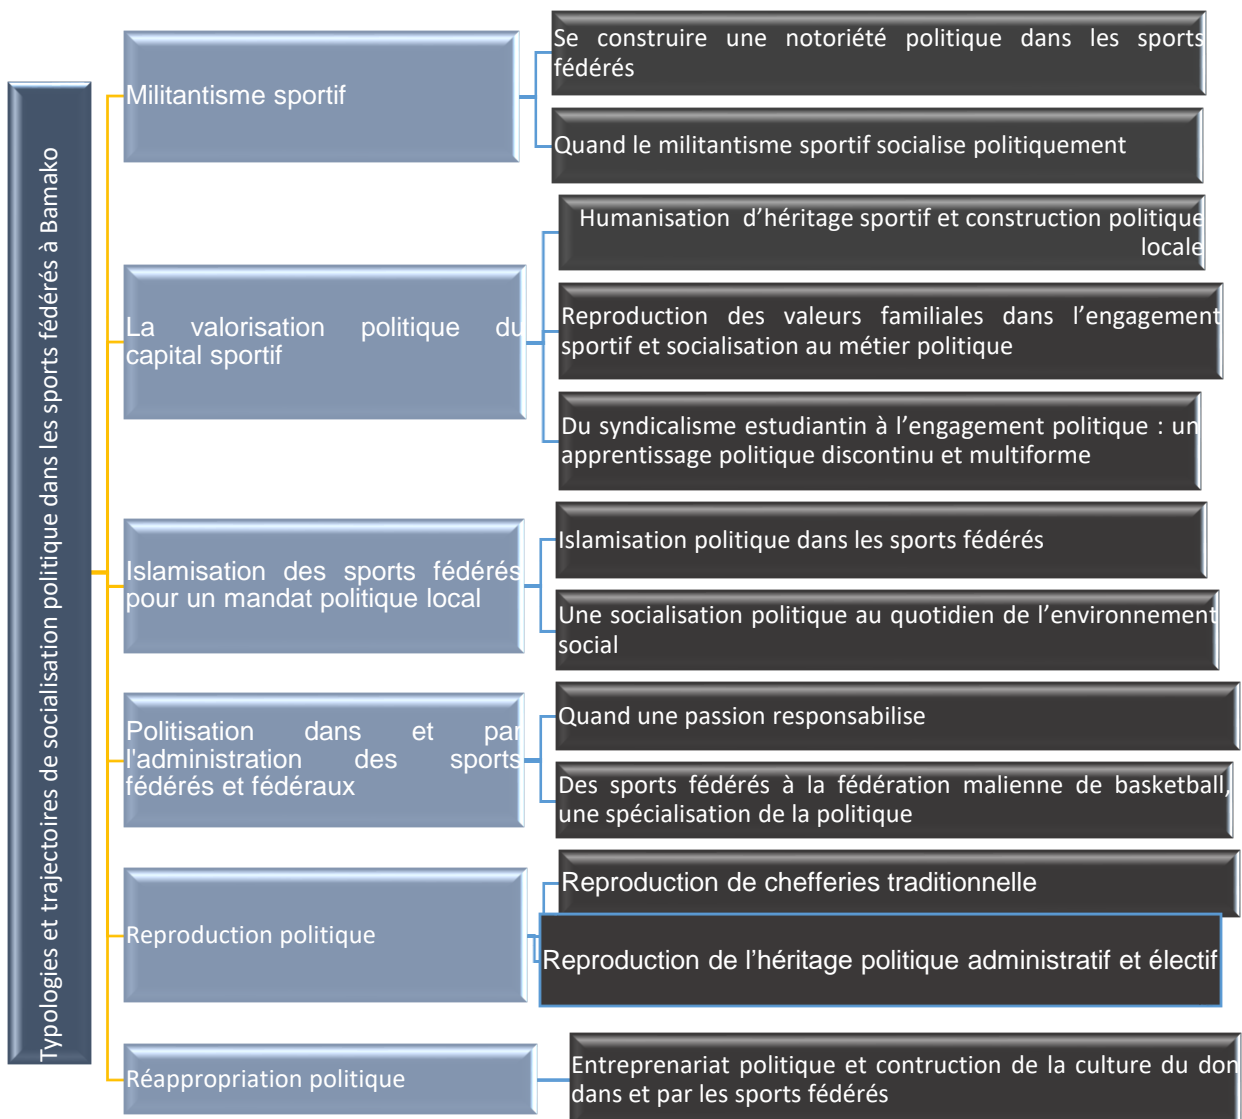 Typologies et trajectoires de socialisation politique dans les sports fédérés à Bamako
Militantisme sportif
Se construire une notoriété politique dans les sports
fédérés
Quand le militantisme sportif socialise politiquement
La valorisation politique du
capital sportif
Humanisation d’héritage sportif et construction politique
locale
Reproduction des valeurs familiales dans l’engagement
sportif et socialisation au métier politique
Du syndicalisme estudiantin à l’engagement politique : un
apprentissage politique discontinu et multiforme
Islamisation des sports fédérés
pour un mandat politique local
Islamisation politique dans les sports fédérés
Une socialisation politique au quotidien de l’environnement
social
Politisation dans et par
l'administration des sports
fédérés et fédéraux
Quand une passion responsabilise
Des sports fédérés à la fédération malienne de basketball,
une spécialisation de la politique
Reproduction politique
Reproduction de chefferies traditionnelle
Reproduction de l’héritage politique administratif et électif
Réappropriation politique
Entreprenariat politique et contruction de la culture du don
dans et par les sports fédérés